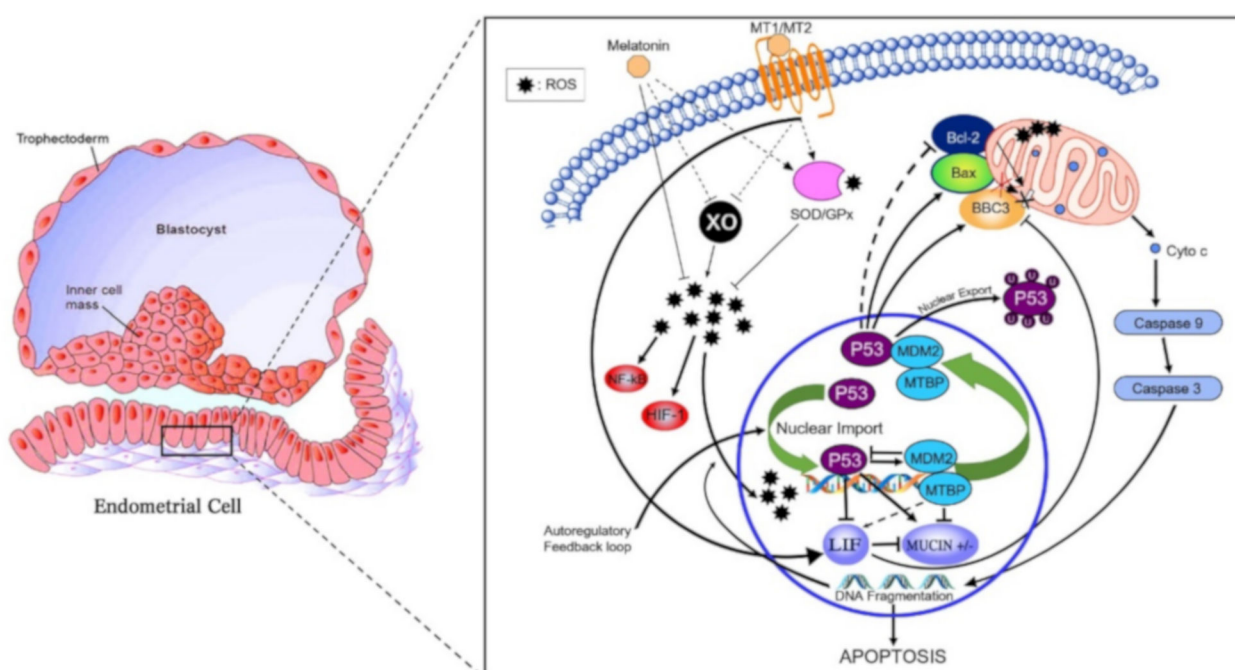 Trophectoderm
Blastocyst
Inner cell
mass
Endometrial Cell
MT1/MT2
Melatonin
: ROS
Bcl-2
Bax
BBC3
XO
SOD/GPx
Cyto c
Nuclear Export
U
U
U
U
U
U
P53
P53
MDM2
MTBP
Caspase 9
NF-kB
HIF-1
P53
Caspase 3
Nuclear Import
P53
MDM2
MTBP
Autoregulatory
Feedback loop
LIF
MUCIN +/-
DNA Fragmentation
APOPTOSIS